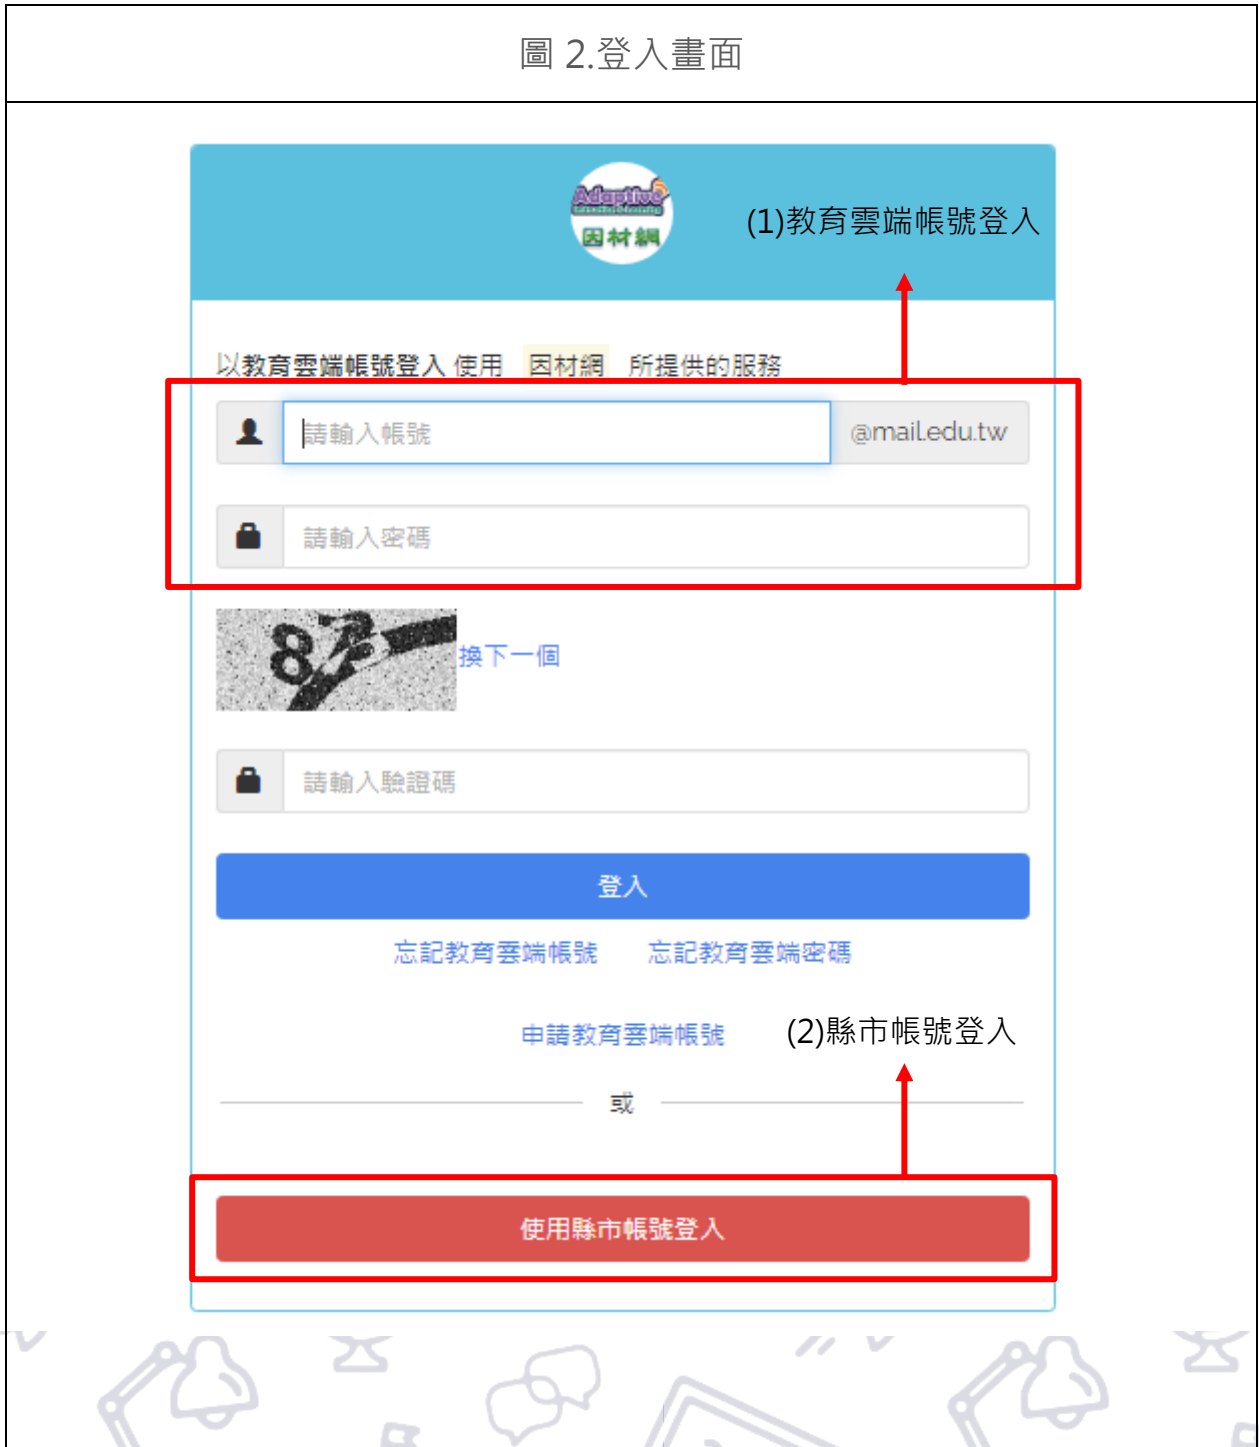 圖 2.登入畫面
Adaptive
因材網
(1)教育雲端帳號登入
以教育雲端帳號登入 使用 因材網 所提供的服務
請輸入帳號 @mail.edu.tw
請輸入密碼
換下一個
請輸入驗證碼
登入
忘記教育雲端帳號 忘記教育雲端密碼
申請教育雲端帳號 (2)縣市帳號登入
或
使用縣市帳號登入